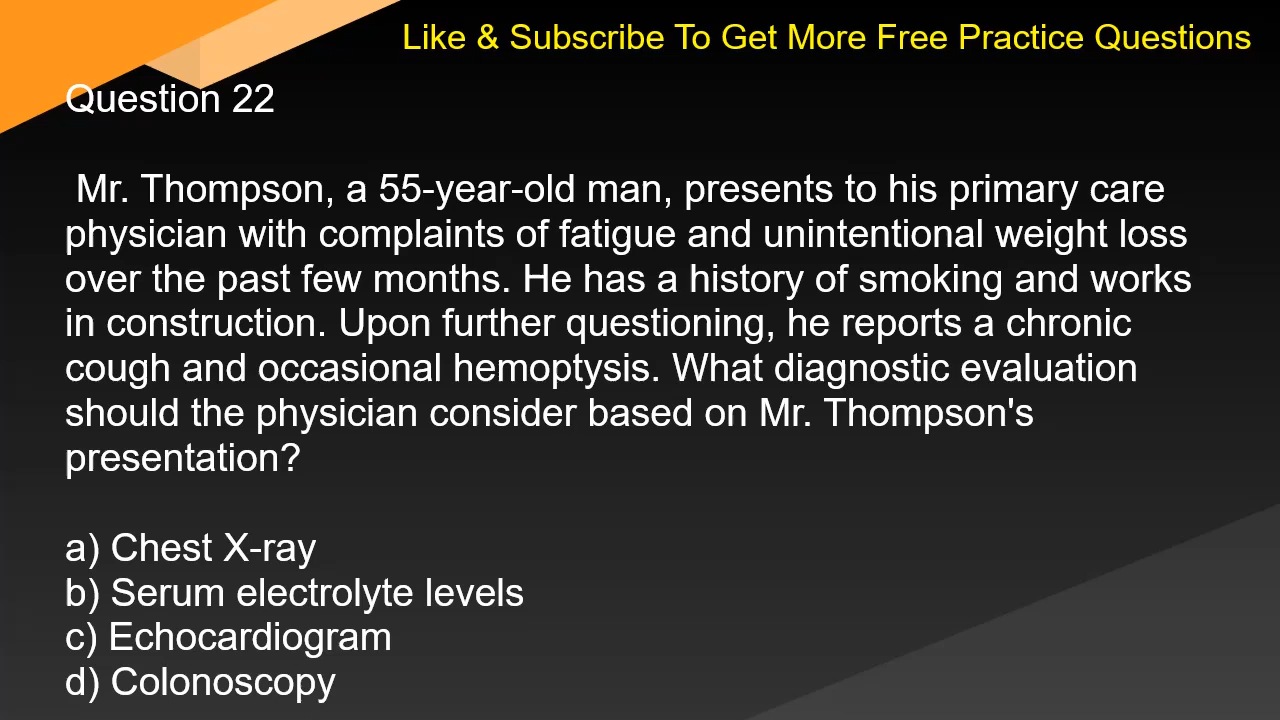 Like & Subscribe To Get More Free Practice Questions
Question 22
Mr. Thompson, a 55-year-old man, presents to his primary care
physician with complaints of fatigue and unintentional weight loss
over the past few months. He has a history of smoking and works
in construction. Upon further questioning, he reports a chronic
cough and occasional hemoptysis. What diagnostic evaluation
should the physician consider based on Mr. Thompson's
presentation?
a) Chest X-ray
b) Serum electrolyte levels
c) Echocardiogram
d) Colonoscopy